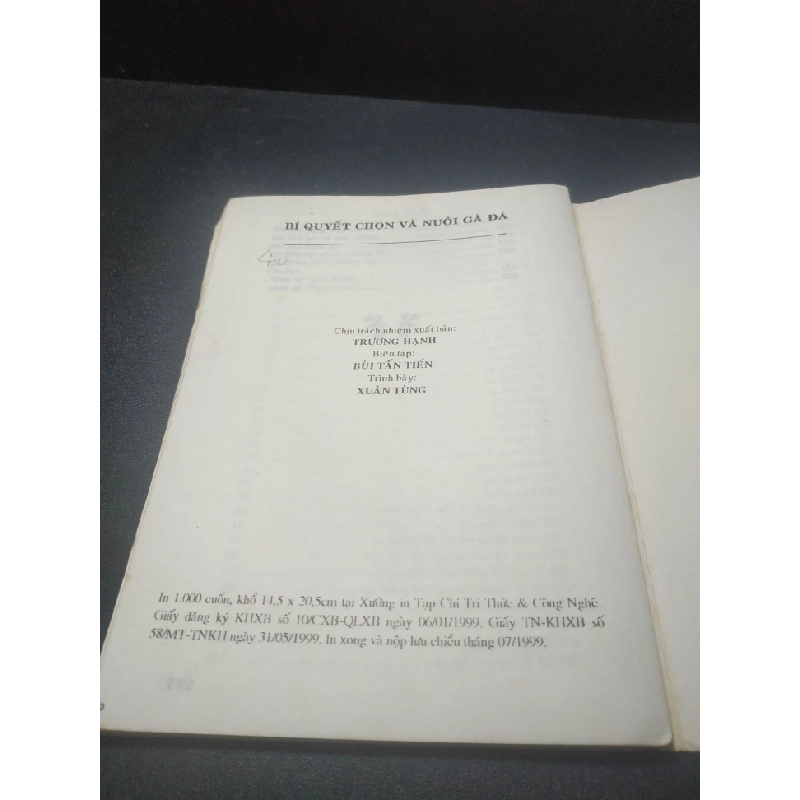 BÍ QUYẾT CHỌN VÀ NUÔI GÀ ĐÁ
Chịu trách nhiệm xuất bản:
TRƯƠNG HẠNH
Biên tập:
BÙI TẤN TIẾN
Trình bày:
XUÂN TÙNG
In 1.000 cuốn, khổ 14,5 x 20,5cm tại Xưởng in Tạp Chí Tri Thức & Công Nghệ.
Giấy đăng ký KHXB số 10/CXB-QLXB ngày 06/01/1999. Giấy TN-KHXB số
58/MT-TNKH ngày 31/05/1999. In xong và nộp lưu chiểu tháng 07/1999.